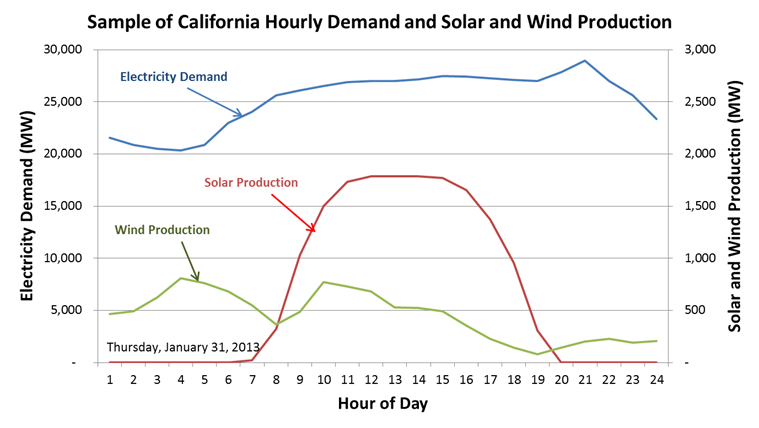 Sample of California Hourly Demand and Solar and Wind Production
30,000
25,000
20,000
15,000
10,000
5,000
-
Electricity Demand (MW)
Electricity Demand
Solar Production
Wind Production
Thursday, January 31, 2013
3,000
2,500
2,000
1,500
1,000
500
-
Solar and Wind Production (MW)
1 2 3 4 5 6 7 8 9 10 11 12 13 14 15 16 17 18 19 20 21 22 23 24
Hour of Day